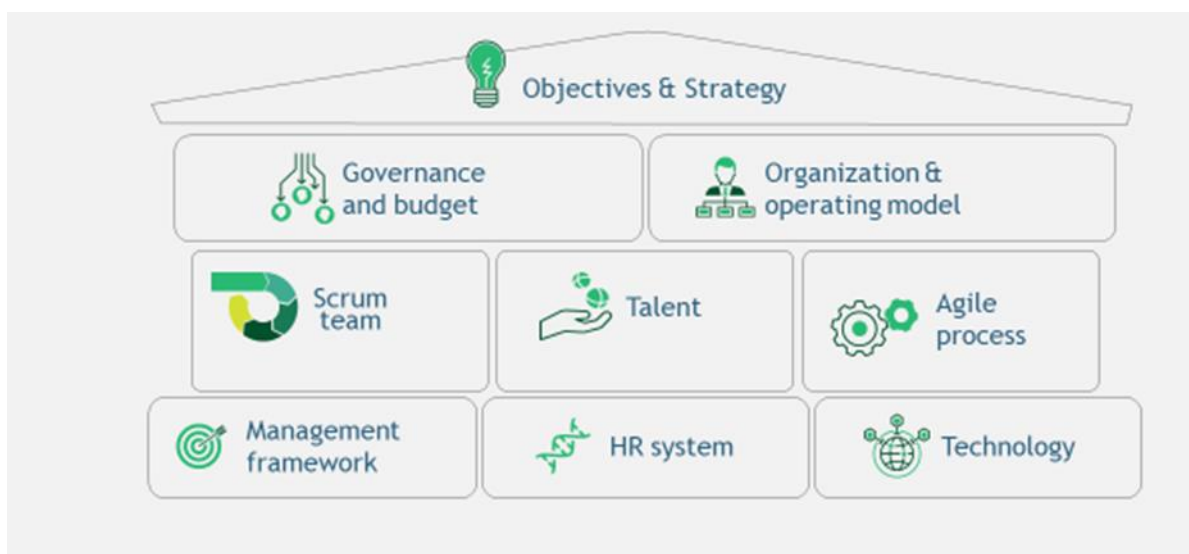 Objectives & Strategy
Governance
and budget
Organization &
operating model
Scrum
team
Talent
Agile
process
Management
framework
HR system
Technology